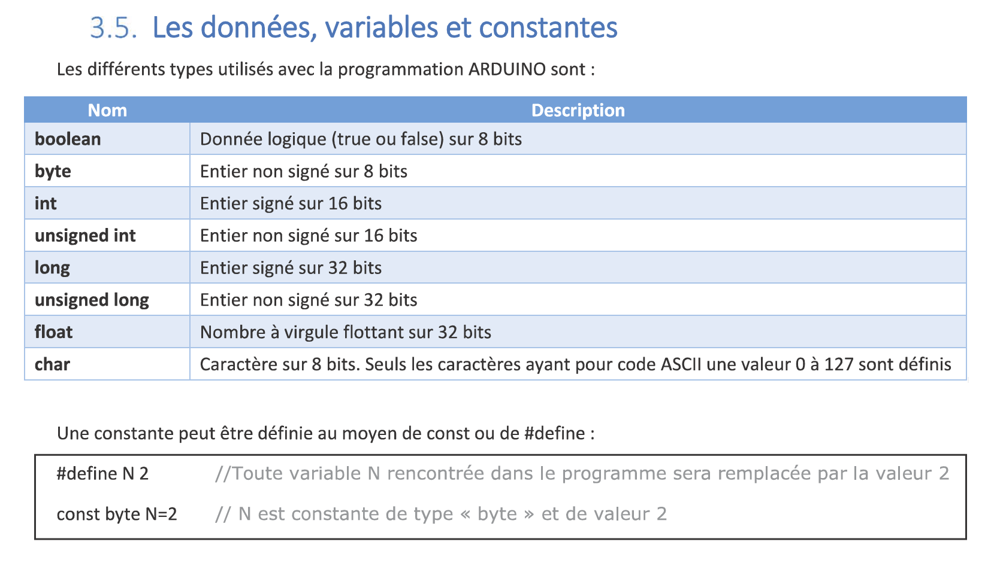 3.5. Les données, variables et constantes
Les différents types utilisés avec la programmation ARDUINO sont :
Nom Description
boolean Donnée logique (true ou false) sur 8 bits
byte Entier non signé sur 8 bits
int Entier signé sur 16 bits
unsigned int Entier non signé sur 16 bits
long Entier signé sur 32 bits
unsigned long Entier non signé sur 32 bits
float Nombre à virgule flottant sur 32 bits
char Caractère sur 8 bits. Seuls les caractères ayant pour code ASCII une valeur 0 à 127 sont définis
Une constante peut être définie au moyen de const ou de #define :
#define N 2 //Toute variable N rencontrée dans le programme sera remplacée par la valeur 2
const byte N=2 // N est constante de type « byte » et de valeur 2